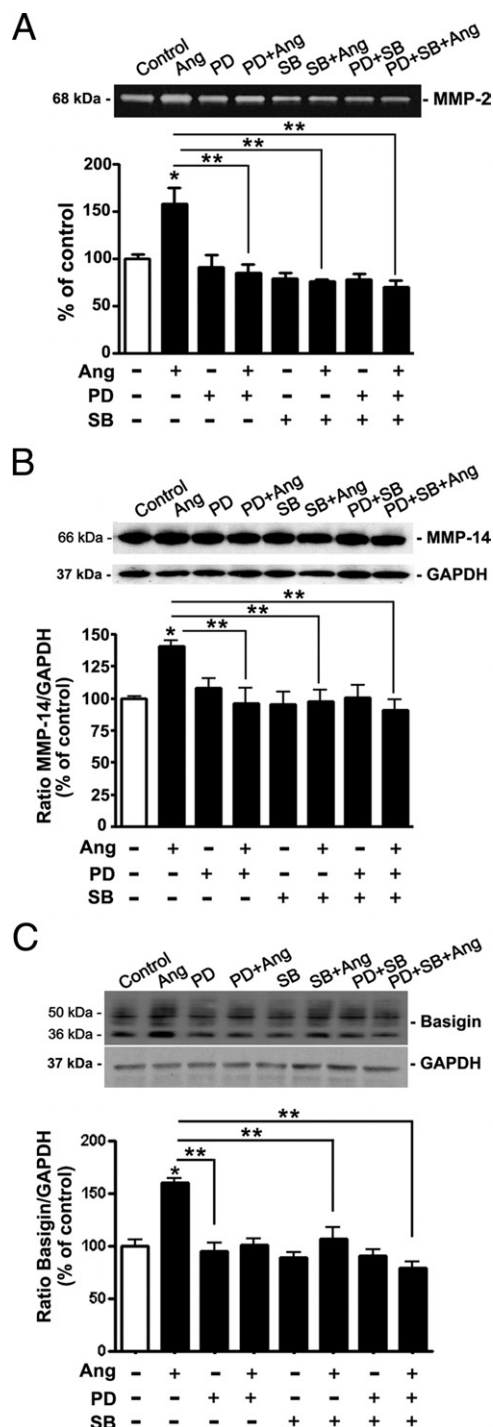 A
Control Ang PD PD+Ang SB SB+Ang PD+SB PD+SB+Ang
68 kDa - - MMP-2
**
**
**
*
% of control
200
150
100
50
0
Ang - + - + - + - +
PD - - + + - - + +
SB - - - - + + + +
B
Control Ang PD PD+Ang SB SB+Ang PD+SB PD+SB+Ang
66 kDa - - MMP-14
37 kDa - - GAPDH
**
**
* **
Ratio MMP-14/GAPDH
(% of control)
150
125
100
75
50
25
0
Ang - + - + - + - +
PD - - + + - - + +
SB - - - - + + + +
C
Control Ang PD PD+Ang SB SB+Ang PD+SB PD+SB+Ang
50 kDa -
- Basigin
36 kDa -
37 kDa - - GAPDH
**
**
* **
Ratio Basigin/GAPDH
(% of control)
200
150
100
50
0
Ang - + - + - + - +
PD - - + + - - + +
SB - - - - + + + +